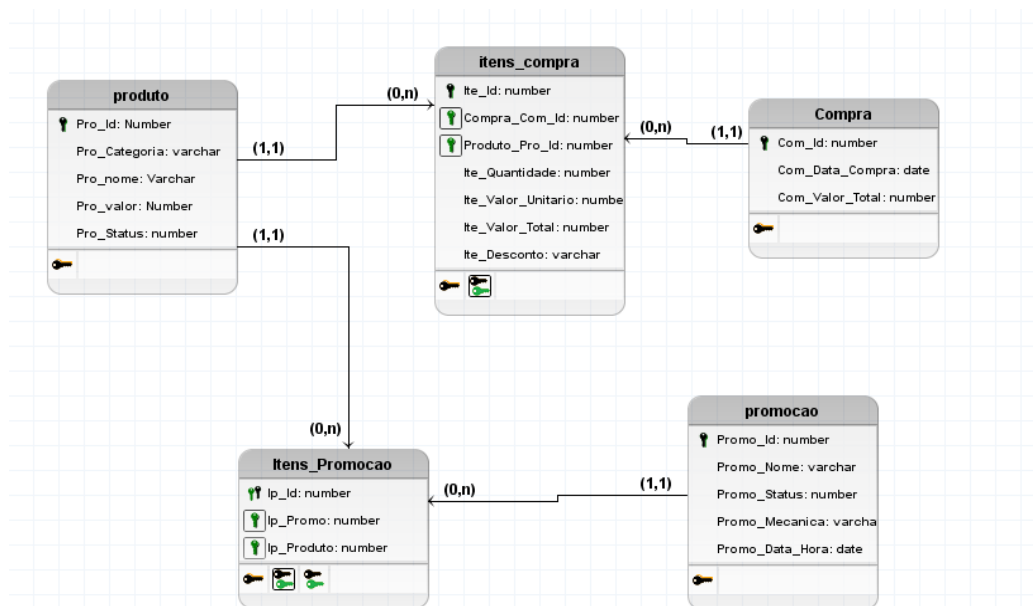 produto
Pro_Id: Number
Pro_Categoria: varchar
Pro_nome: Varchar
Pro_valor: Number
Pro_Status: number
(1,1)
(0,n)
(1,1)
(0,n)
itens_compra
Ite_Id: number
Compra_Com_Id: number
Produto_Pro_Id: number
Ite_Quantidade: number
Ite_Valor_Unitario: numbe
Ite_Valor_Total: number
Ite_Desconto: varchar
(0,n)
(1,1)
Compra
Com_Id: number
Com_Data_Compra: date
Com_Valor_Total: number
Itens_Promocao
Ip_Id: number
Ip_Promo: number
Ip_Produto: number
(0,n)
(1,1)
promocao
Promo_Id: number
Promo_Nome: varchar
Promo_Status: number
Promo_Mecanica: varcha
Promo_Data_Hora: date